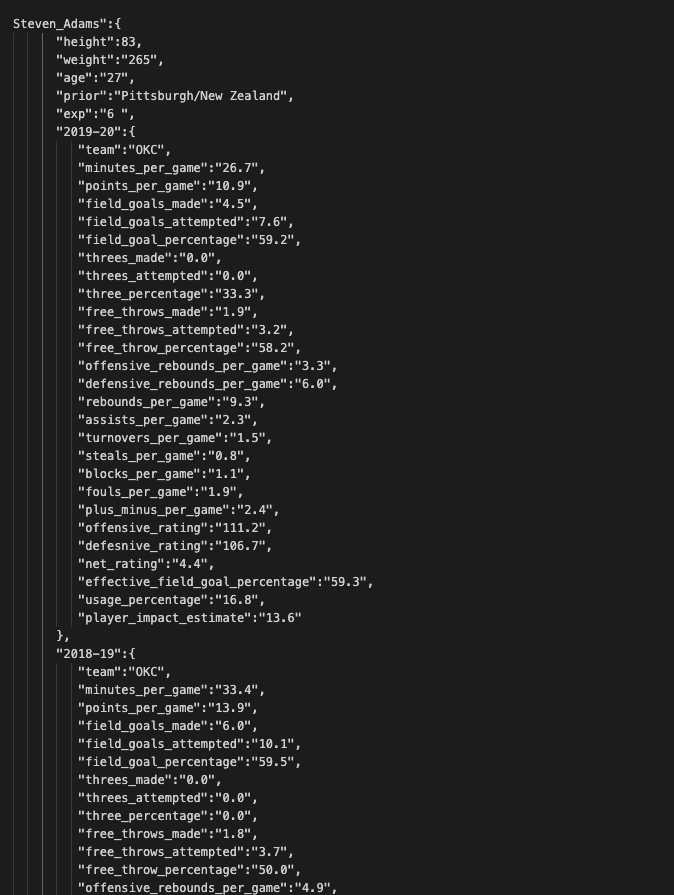 Steven_Adams":{
"height":83,
"weight":"265",
"age":"27",
"prior":"Pittsburgh/New Zealand",
"exp":"6 ",
"2019-20":{
"team":"OKC",
"minutes_per_game":"26.7",
"points_per_game":"10.9",
"field_goals_made":"4.5",
"field_goals_attempted":"7.6",
"field_goal_percentage":"59.2",
"threes_made":"0.0",
"threes_attempted":"0.0",
"three_percentage":"33.3",
"free_throws_made":"1.9",
"free_throws_attempted":"3.2",
"free_throw_percentage":"58.2",
"offensive_rebounds_per_game":"3.3",
"defensive_rebounds_per_game":"6.0",
"rebounds_per_game":"9.3",
"assists_per_game":"2.3",
"turnovers_per_game":"1.5",
"steals_per_game":"0.8",
"blocks_per_game":"1.1",
"fouls_per_game":"1.9",
"plus_minus_per_game":"2.4",
"offensive_rating":"111.2",
"defesnive_rating":"106.7",
"net_rating":"4.4",
"effective_field_goal_percentage":"59.3",
"usage_percentage":"16.8",
"player_impact_estimate":"13.6"
},
"2018-19":{
"team":"OKC",
"minutes_per_game":"33.4",
"points_per_game":"13.9",
"field_goals_made":"6.0",
"field_goals_attempted":"10.1",
"field_goal_percentage":"59.5",
"threes_made":"0.0",
"threes_attempted":"0.0",
"three_percentage":"0.0",
"free_throws_made":"1.8",
"free_throws_attempted":"3.7",
"free_throw_percentage":"50.0",
"offensive_rebounds_per_game":"4.9",